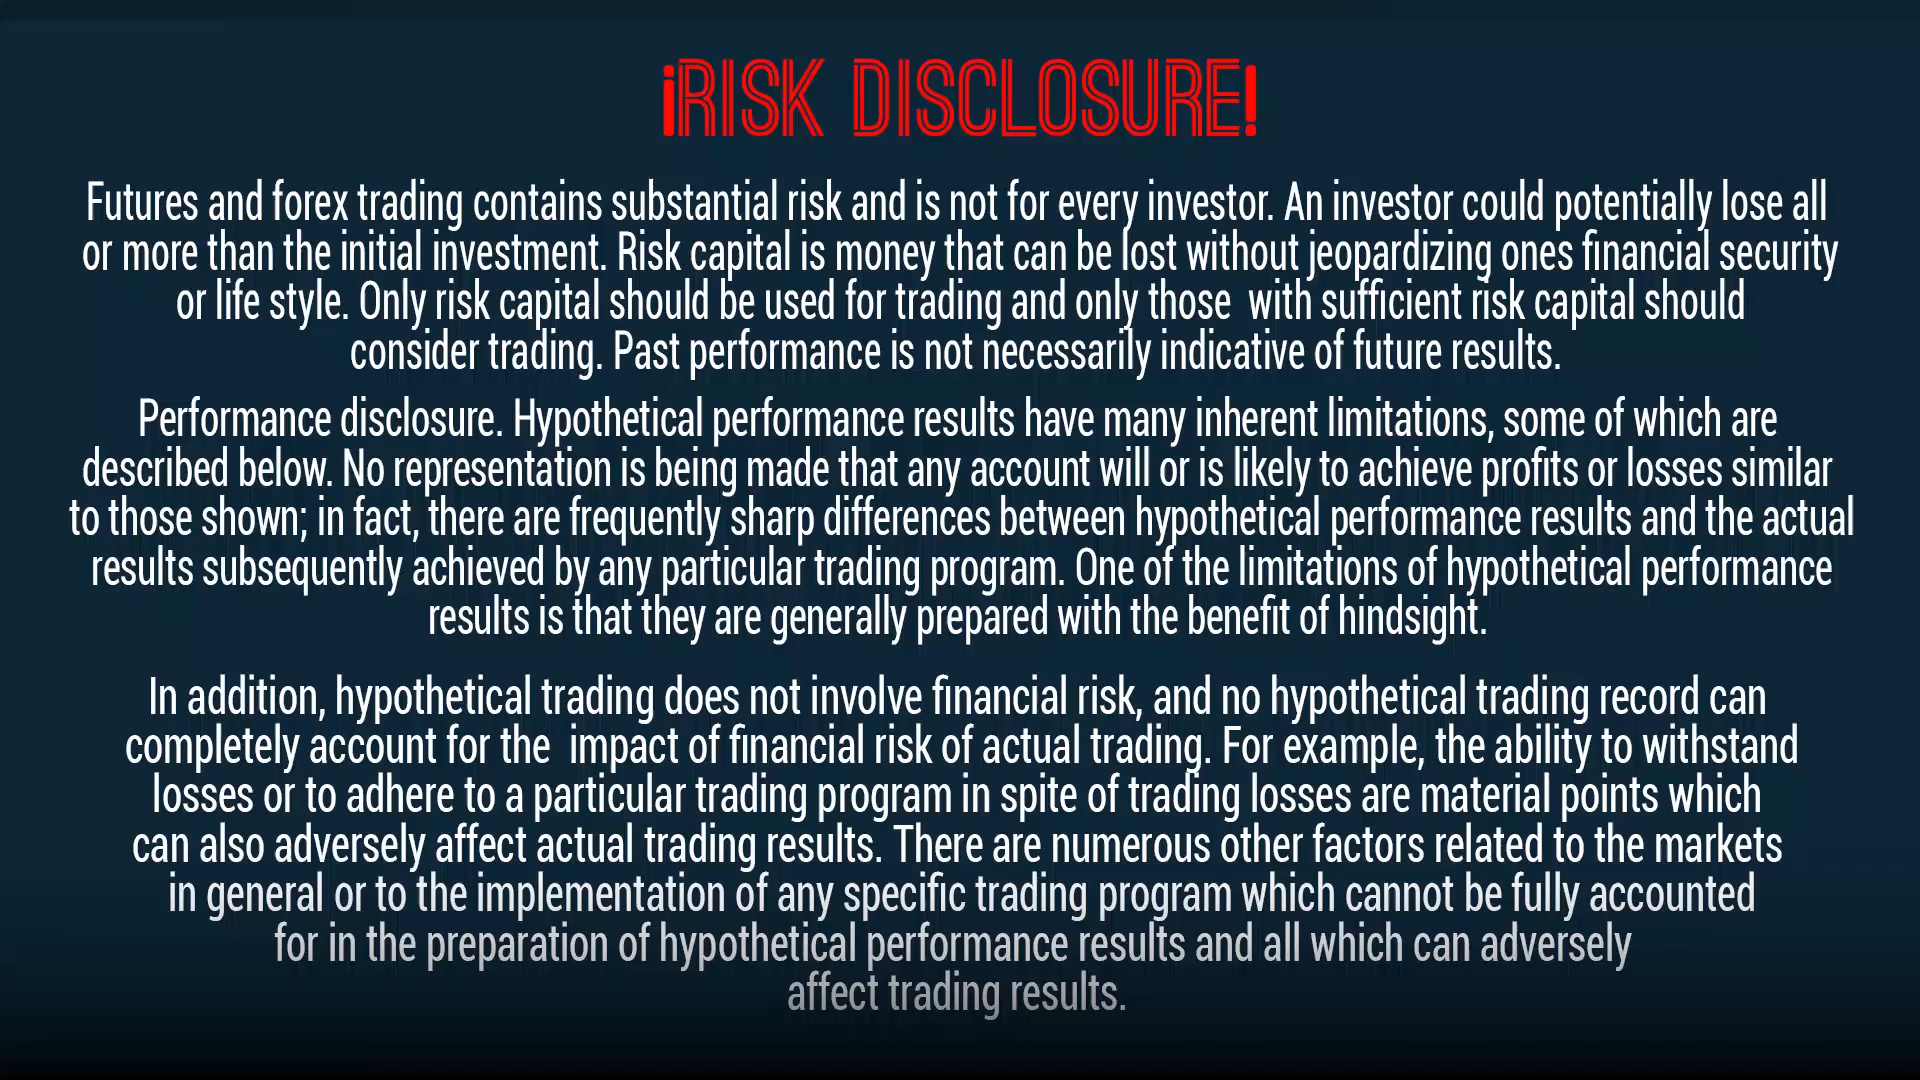 ¡RISK DISCLOSURE!
Futures and forex trading contains substantial risk and is not for every investor. An investor could potentially lose all
or more than the initial investment. Risk capital is money that can be lost without jeopardizing ones financial security
or life style. Only risk capital should be used for trading and only those  with sufficient risk capital should
consider trading. Past performance is not necessarily indicative of future results.
Performance disclosure. Hypothetical performance results have many inherent limitations, some of which are
described below. No representation is being made that any account will or is likely to achieve profits or losses similar
to those shown; in fact, there are frequently sharp differences between hypothetical performance results and the actual
results subsequently achieved by any particular trading program. One of the limitations of hypothetical performance
results is that they are generally prepared with the benefit of hindsight.
In addition, hypothetical trading does not involve financial risk, and no hypothetical trading record can
completely account for the  impact of financial risk of actual trading. For example, the ability to withstand
losses or to adhere to a particular trading program in spite of trading losses are material points which
can also adversely affect actual trading results. There are numerous other factors related to the markets
in general or to the implementation of any specific trading program which cannot be fully accounted
for in the preparation of hypothetical performance results and all which can adversely
affect trading results.